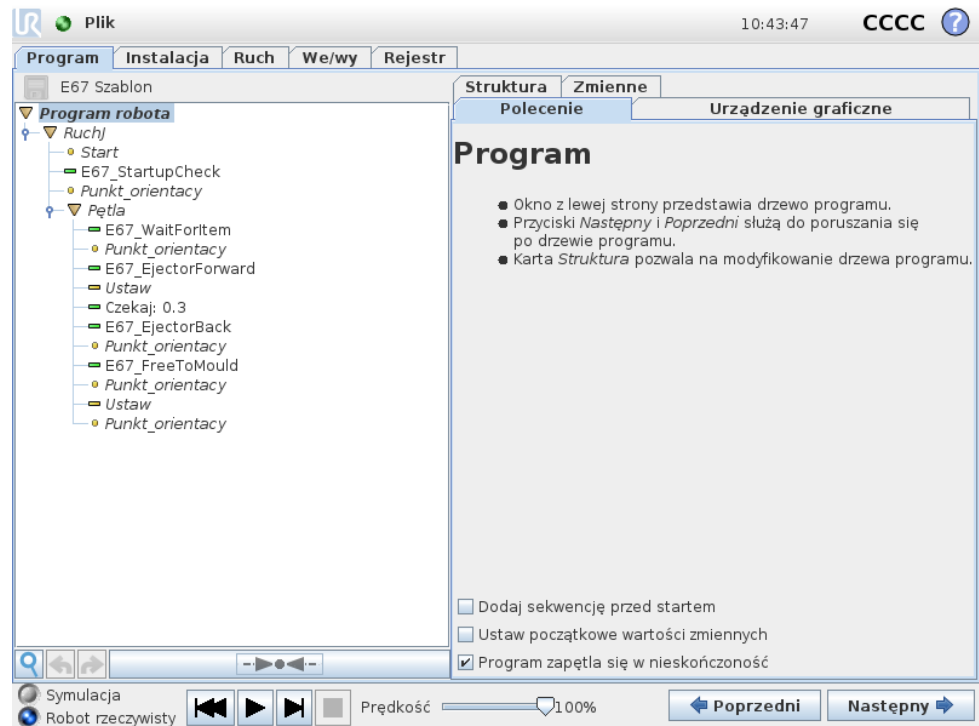 UR Plik 10:43:47 CCCC ?
Program Instalacja Ruch We/wy Rejestr
E67 Szablon
Program robota
RuchJ
Start
E67_StartupCheck
Punkt_orientacy
Pętla
E67_WaitForItem
Punkt_orientacy
E67_EjectorForward
Ustaw
Czekaj: 0.3
E67_EjectorBack
Punkt_orientacy
E67_FreeToMould
Punkt_orientacy
Ustaw
Punkt_orientacy
Struktura Zmienne
Polecenie Urządzenie graficzne
Program
● Okno z lewej strony przedstawia drzewo programu.
● Przyciski Następny i Poprzedni służą do poruszania się
po drzewie programu.
● Karta Struktura pozwala na modyfikowanie drzewa programu.
Dodaj sekwencję przed startem
Ustaw początkowe wartości zmiennych
Program zapętla się w nieskończoność
Symulacja
Robot rzeczywisty
Prędkość 100%
Poprzedni Następny